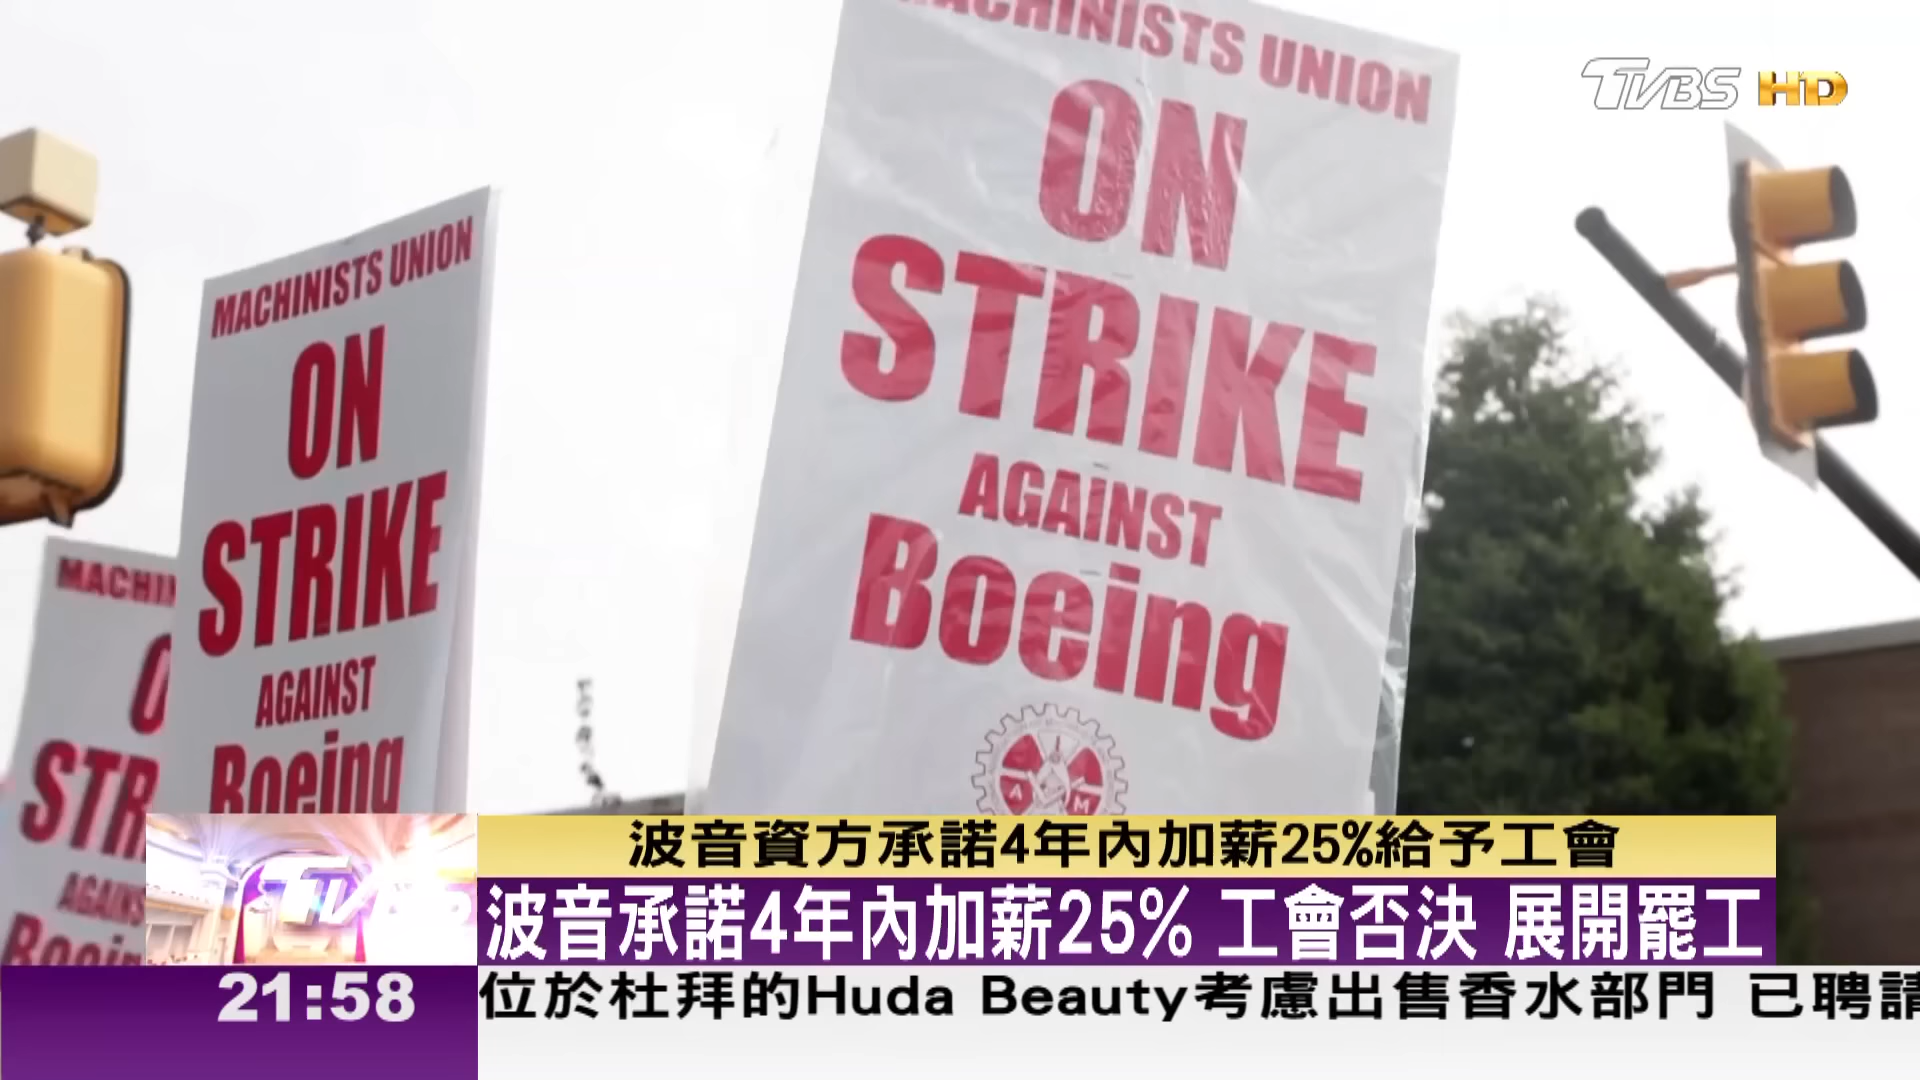 TVBS HD
MACHINISTS UNION
ON
STRIKE
AGAINST
Boeing
A M
MACHINISTS UNION
ON
STRIKE
AGAINST
Boeing
STR
AGAINS
波音資方承諾4年內加薪25%給予工會
波音承諾4年內加薪25% 工會否決 展開罷工
TVBS
21:58
位於杜拜的Huda Beauty考慮出售香水部門 已聘請